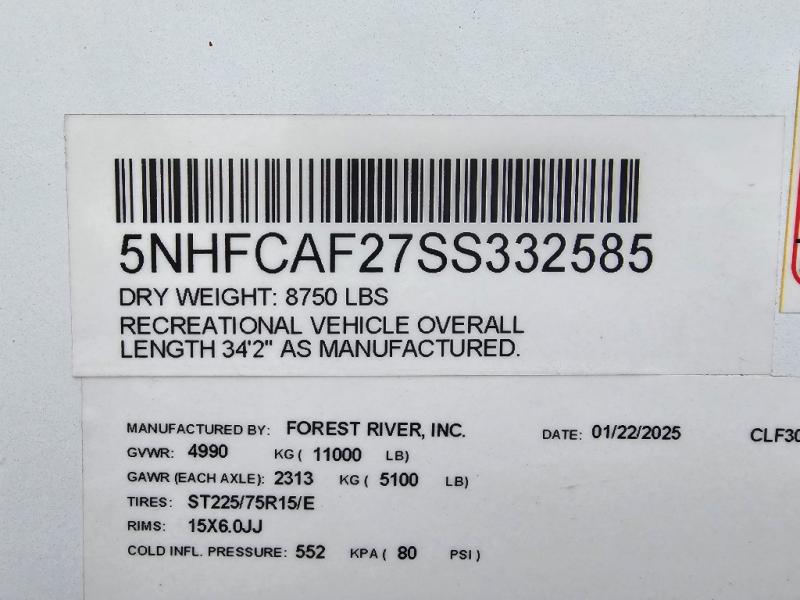 5NHFCAF27SS332585
DRY WEIGHT: 8750 LBS
RECREATIONAL VEHICLE OVERALL
LENGTH 34'2" AS MANUFACTURED.
MANUFACTURED BY: FOREST RIVER, INC. DATE: 01/22/2025 CLF30
GVWR: 4990 KG ( 11000 LB)
GAWR (EACH AXLE): 2313 KG ( 5100 LB)
TIRES: ST225/75R15/E
RIMS: 15X6.0JJ
COLD INFL. PRESSURE: 552 KPA ( 80 PSI )